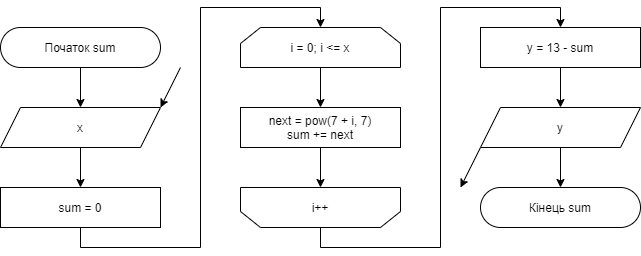 Початок sum
x
sum = 0
i = 0; i <= x
next = pow(7 + i, 7)
sum += next
i++
y = 13 - sum
y
Кінець sum